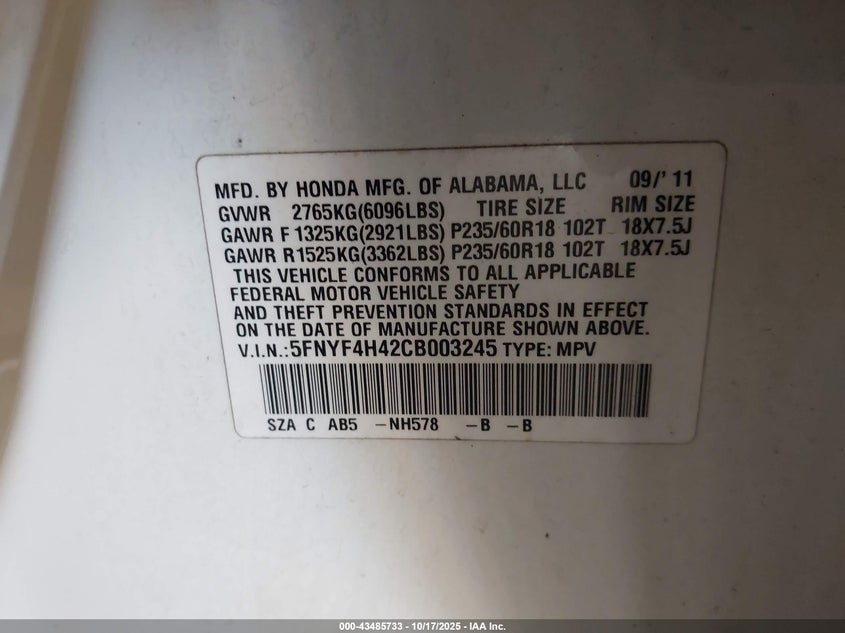 MFD. BY HONDA MFG. OF ALABAMA, LLC 09/' 11
GVWR 2765KG(6096LBS) TIRE SIZE RIM SIZE
GAWR F 1325KG(2921LBS) P235/60R18 102T 18X7.5J
GAWR R1525KG(3362LBS) P235/60R18 102T 18X7.5J
THIS VEHICLE CONFORMS TO ALL APPLICABLE
FEDERAL MOTOR VEHICLE SAFETY
AND THEFT PREVENTION STANDARDS IN EFFECT
ON THE DATE OF MANUFACTURE SHOWN ABOVE.
V.I.N.:5FNYF4H42CB003245 TYPE: MPV
SZA C AB5 -NH578 -B -B
000-43485733 - 10/17/2025 - IAA Inc.